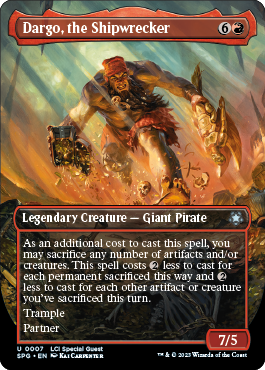 Dargo, the Shipwrecker 6
Legendary Creature — Giant Pirate
As an additional cost to cast this spell, you
may sacrifice any number of artifacts and/or
creatures. This spell costs 2 less to cast for
each permanent sacrificed this way and 2
less to cast for each other artifact or creature
you've sacrificed this turn.
Trample
Partner
7/5
U 0007 LCI Special Guest
SPG • EN Kai Carpenter ™ & © 2023 Wizards of the Coast